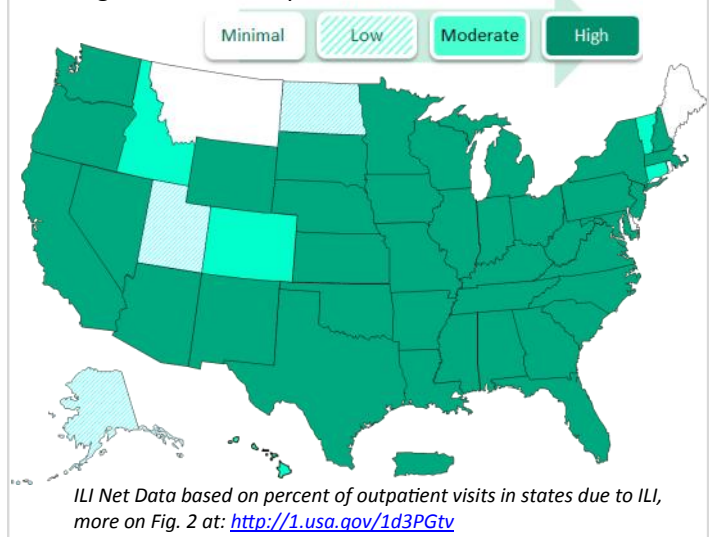 Minimal
Low
Moderate
High
ILI Net Data based on percent of outpatient visits in states due to ILI,
more on Fig. 2 at: http://1.usa.gov/1d3PGtv